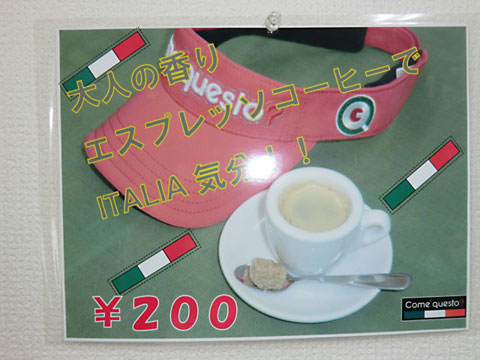 大人の香り
エスプレッソコーヒーで
ITALIA 気分!!
questo?
¥200
Come questo?